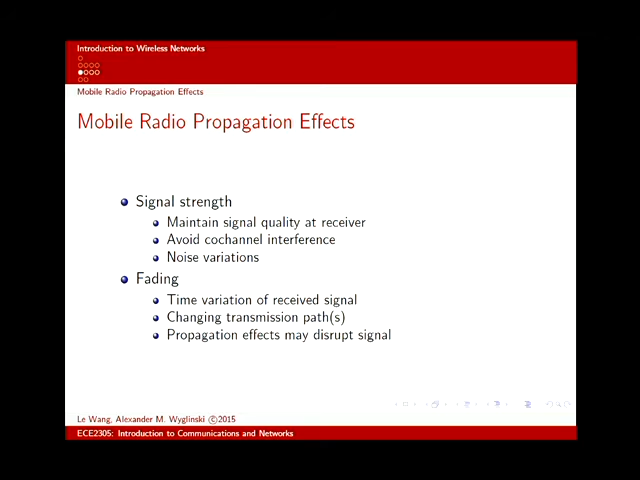 Introduction to Wireless Networks
Mobile Radio Propagation Effects
Mobile Radio Propagation Effects
Signal strength
Maintain signal quality at receiver
Avoid cochannel interference
Noise variations
Fading
Time variation of received signal
Changing transmission path(s)
Propagation effects may disrupt signal
Le Wang, Alexander M. Wyglinski ©2015
ECE2305: Introduction to Communications and Networks